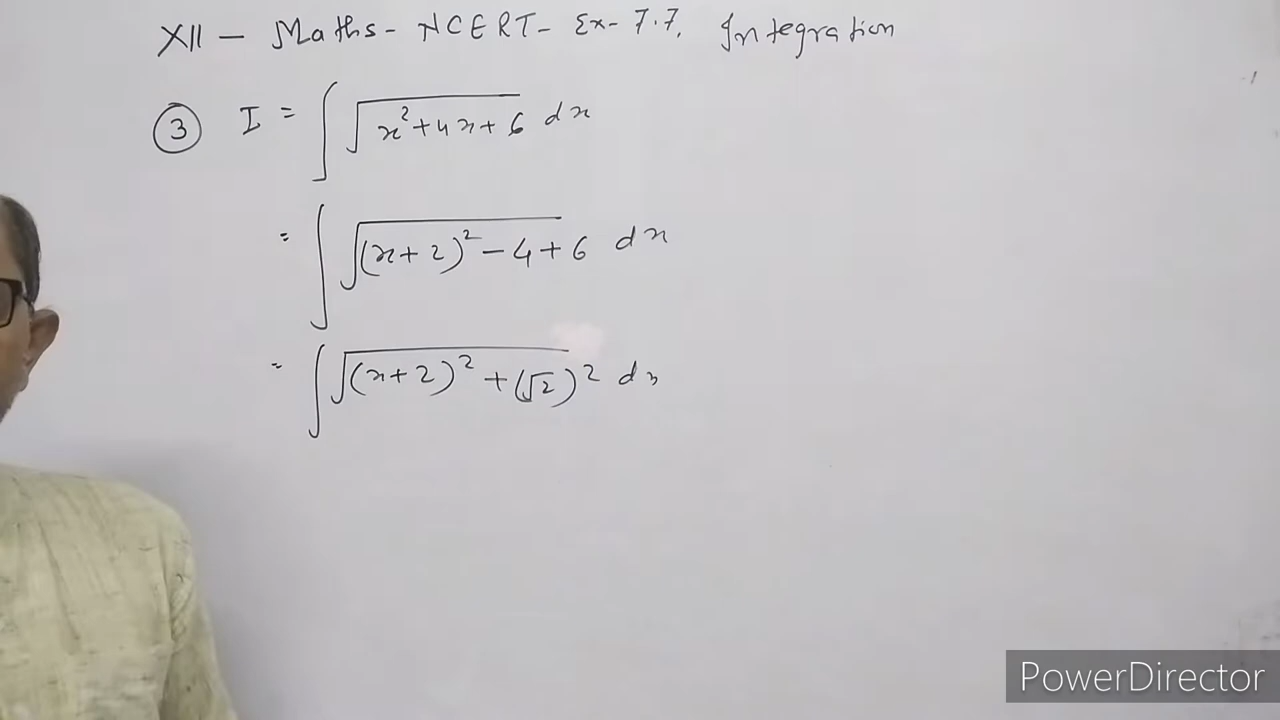 XII - Maths - NCERT - Ex - 7.7. Integration
③ I = ∫ √(x²+4x+6) dx
= ∫ √((x+2)² - 4+6) dx
= ∫ √((x+2)² + (√2)²) dx
PowerDirector